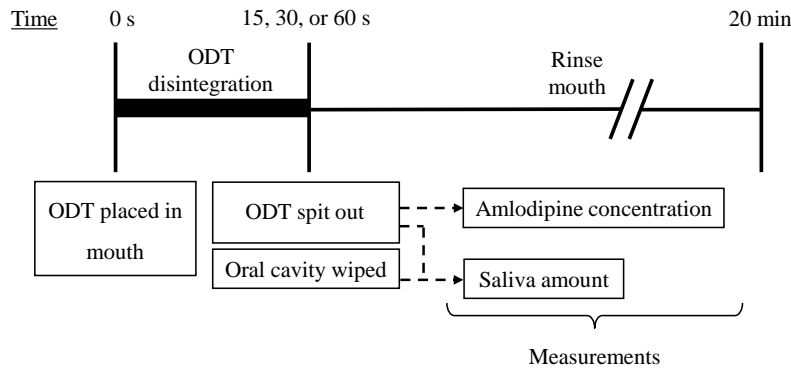 Time
0 s
15, 30, or 60 s
20 min
ODT
disintegration
Rinse
mouth
ODT placed in
mouth
ODT spit out
Oral cavity wiped
Amlodipine concentration
Saliva amount
Measurements